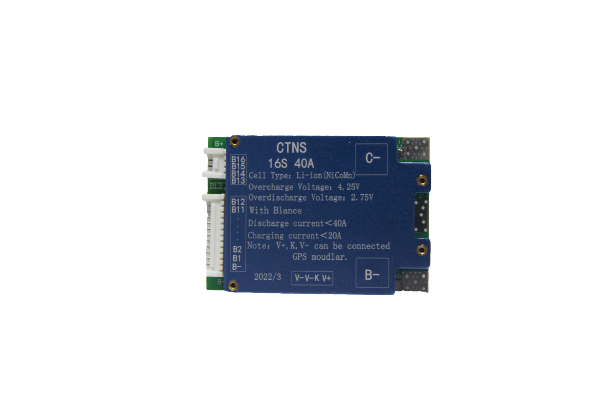 B+
CTNS
16S 40A
C-
B16
B15
B14
B13
Cell Type: Li-ion(NiCoMn)
Overcharge Voltage: 4.25V
Overdischarge Voltage: 2.75V
B12
B11
With Blance
Discharge current<40A
Charging current<20A
Note: V+,K,V- can be connected
GPS moudlar.
B2
B1
B-
2022/3
V-V-K V+
B-